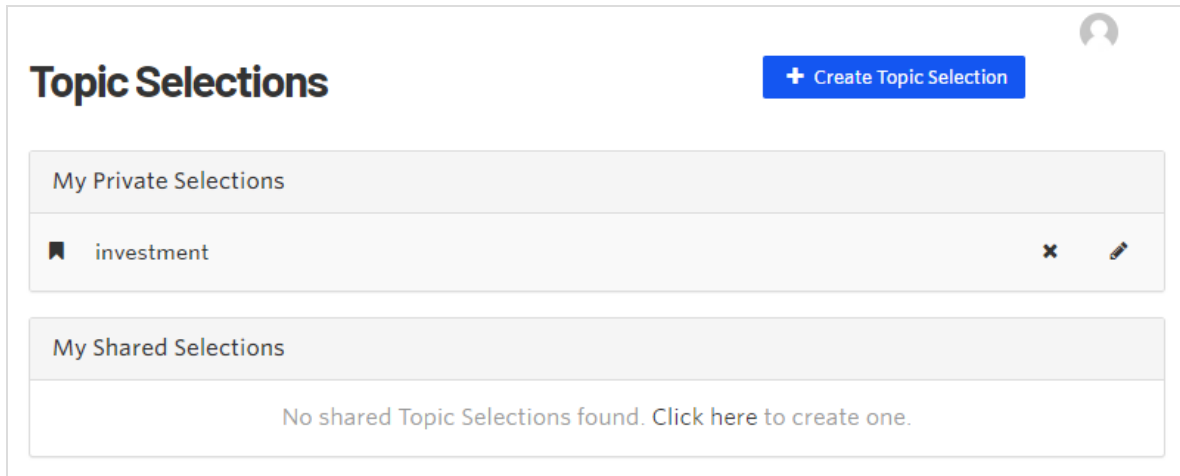 Topic Selections
Create Topic Selection
My Private Selections
investment
My Shared Selections
No shared Topic Selections found. Click here to create one.